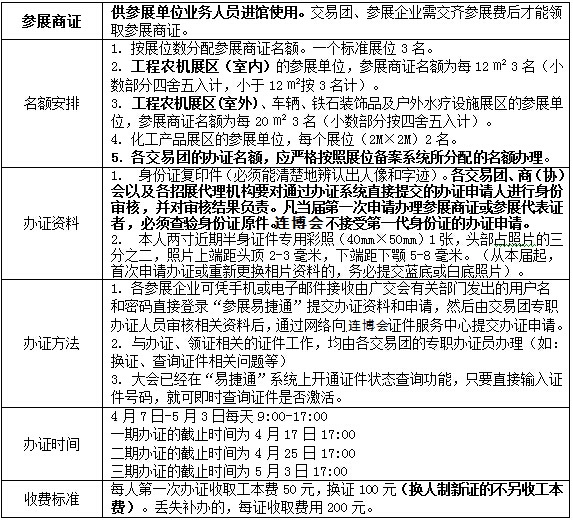 参展商证
供参展单位业务人员进馆使用。交易团、参展企业需交齐参展费后才能
领取参展商证。
名额安排
1. 按展位数分配参展商证名额。一个标准展位 3 名。
2. 工程农机展区（室内）的参展单位，参展商证名额为每 12 ㎡ 3 名（小
数部分四舍五入计，小于 12 ㎡按 3 名计）。
3. 工程农机展区(室外)、车辆、铁石装饰品及户外水疗设施展区的参展单
位，参展商证名额为每 20 ㎡ 3 名（小数部分按四舍五入计）。
4. 化工产品展区的参展单位，每个展位（2M×2M）2 名。
5. 各交易团的办证名额，应严格按照展位备案系统所分配的名额办理。
办证资料
1. 身份证复印件（必须能清楚地辨认出人像和字迹）。各交易团、商（协）
会以及各招展代理机构要对通过办证系统直接提交的办证申请人进行身份
审核，并对审核结果负责。凡当届第一次申请办理参展商证或参展代表证
者，必须查验身份证原件。连博会不接受第一代身份证的办证申请。
2. 本人两寸近期半身证件专用彩照（40mm×50mm）1 张，头部占照片的三
分之二，照片上端距头顶 2-3 毫米，下端距下颚 5-8 毫米。（从本届起，
首次申请办证或重新更换相片资料的，务必提交蓝底或白底照片）。
办证方法
1. 各参展企业可凭手机或电子邮件接收由广交会有关部门发出的用户名
和密码直接登录“参展易捷通”提交办证资料和申请，然后由交易团专职
办证人员审核相关资料后，通过网络向连博会证件服务中心提交办证申请。
2. 与办证、领证相关的证件工作，均由各交易团的专职办证员办理（如：
换证、查询证件相关问题等）
3. 大会已经在“易捷通”系统上开通证件状态查询功能，只要直接输入证
件号码，就可即时查询证件是否激活。
办证时间
4 月 7 日-5 月 3 日每天 9:00-17:00
一期办证的截止时间为 4 月 17 日 17:00
二期办证的截止时间为 4 月 25 日 17:00
三期办证的截止时间为 5 月 3 日 17:00
收费标准
每人第一次办证收取工本费 50 元，换证 100 元（换人制新证的不另收工本
费）。丢失补办的，每证收取费用 200 元。